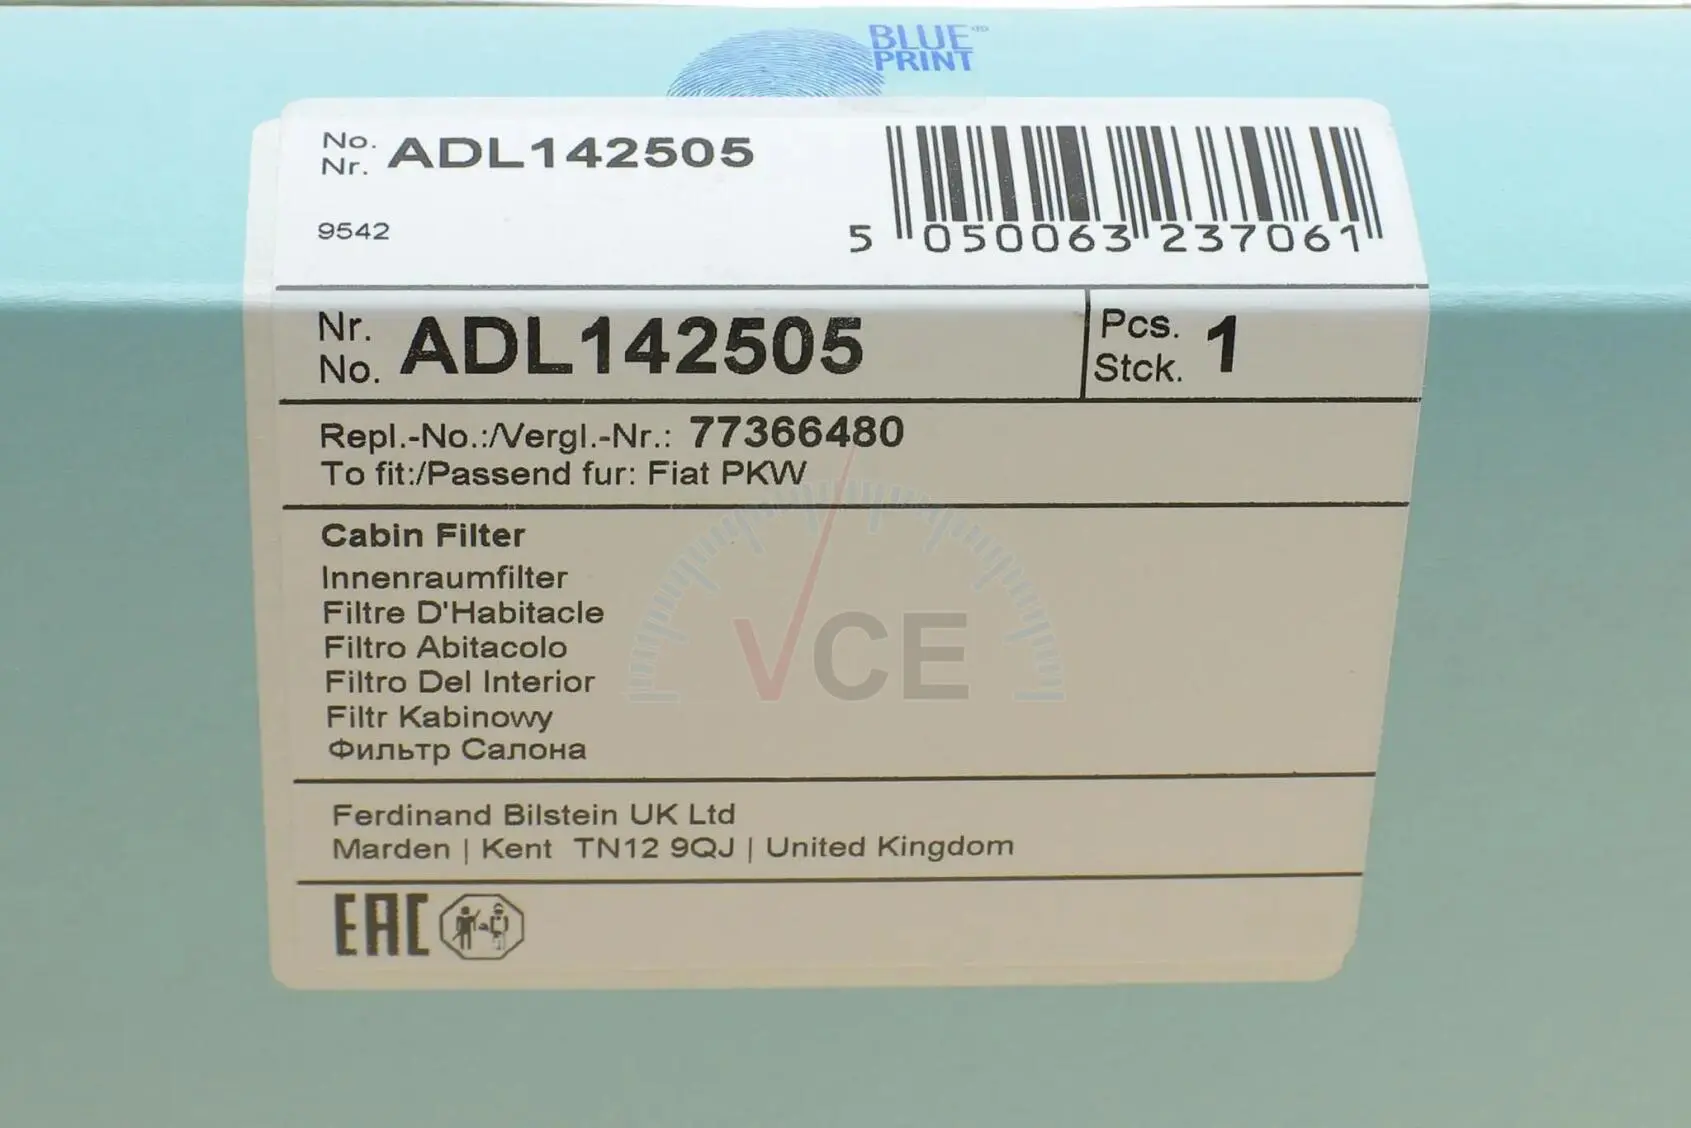 BLUE PRINT®
No. Nr. ADL142505
9542
5 050063 237061
Nr. No. ADL142505
Pcs. Stck. 1
Repl.-No.:/Vergl.-Nr.: 77366480
To fit:/Passend fur: Fiat PKW
Cabin Filter
Innenraumfilter
Filtre D'Habitacle
Filtro Abitacolo
Filtro Del Interior
Filtr Kabinowy
Фильтр Салона
VCE
Ferdinand Bilstein UK Ltd
Marden | Kent TN12 9QJ | United Kingdom
EAC